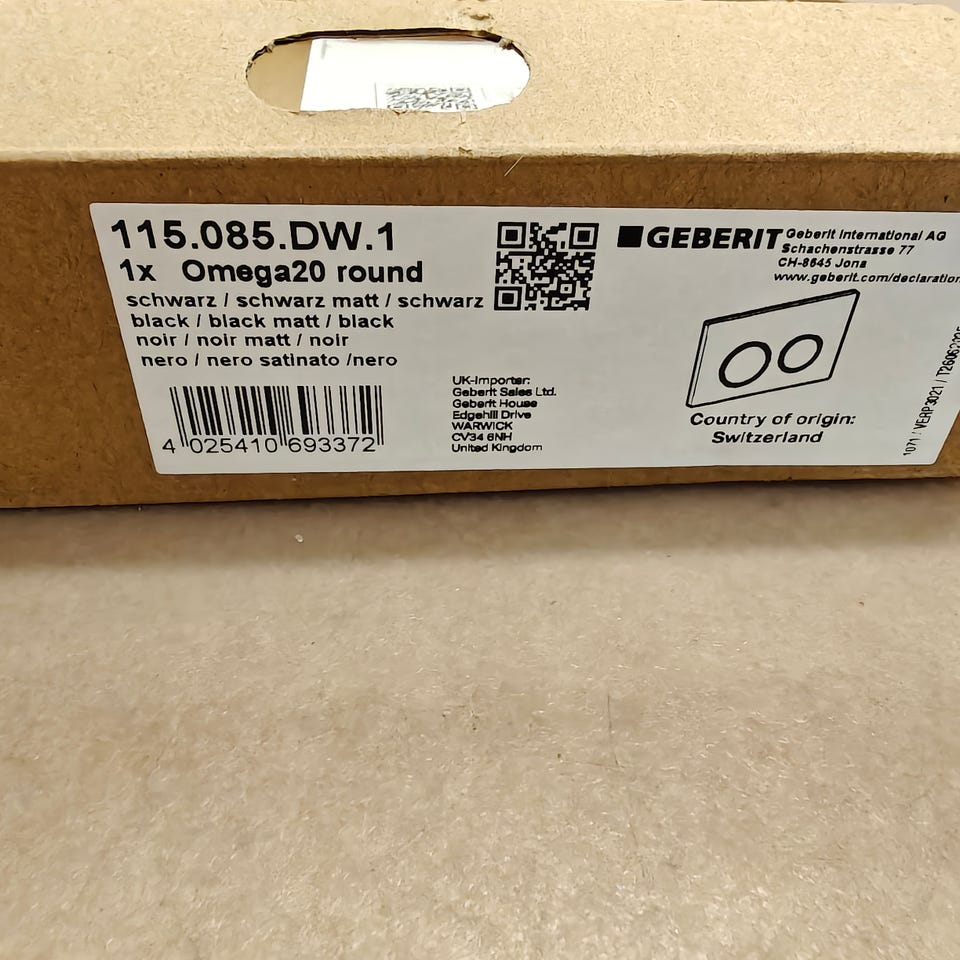 115.085.DW.1
1x Omega20 round
schwarz / schwarz matt / schwarz
black / black matt / black
noir / noir matt / noir
nero / nero satinato /nero
4 025410 693372
UK-Importer:
Geberit Sales Ltd.
Geberit House
Edgehill Drive
WARWICK
CV34 6NH
United Kingdom
GEBERIT
Geberit International AG
Schachenstrasse 77
CH-8645 Jona
www.geberit.com/declaration
Country of origin:
Switzerland
1071 / VERP3021 /